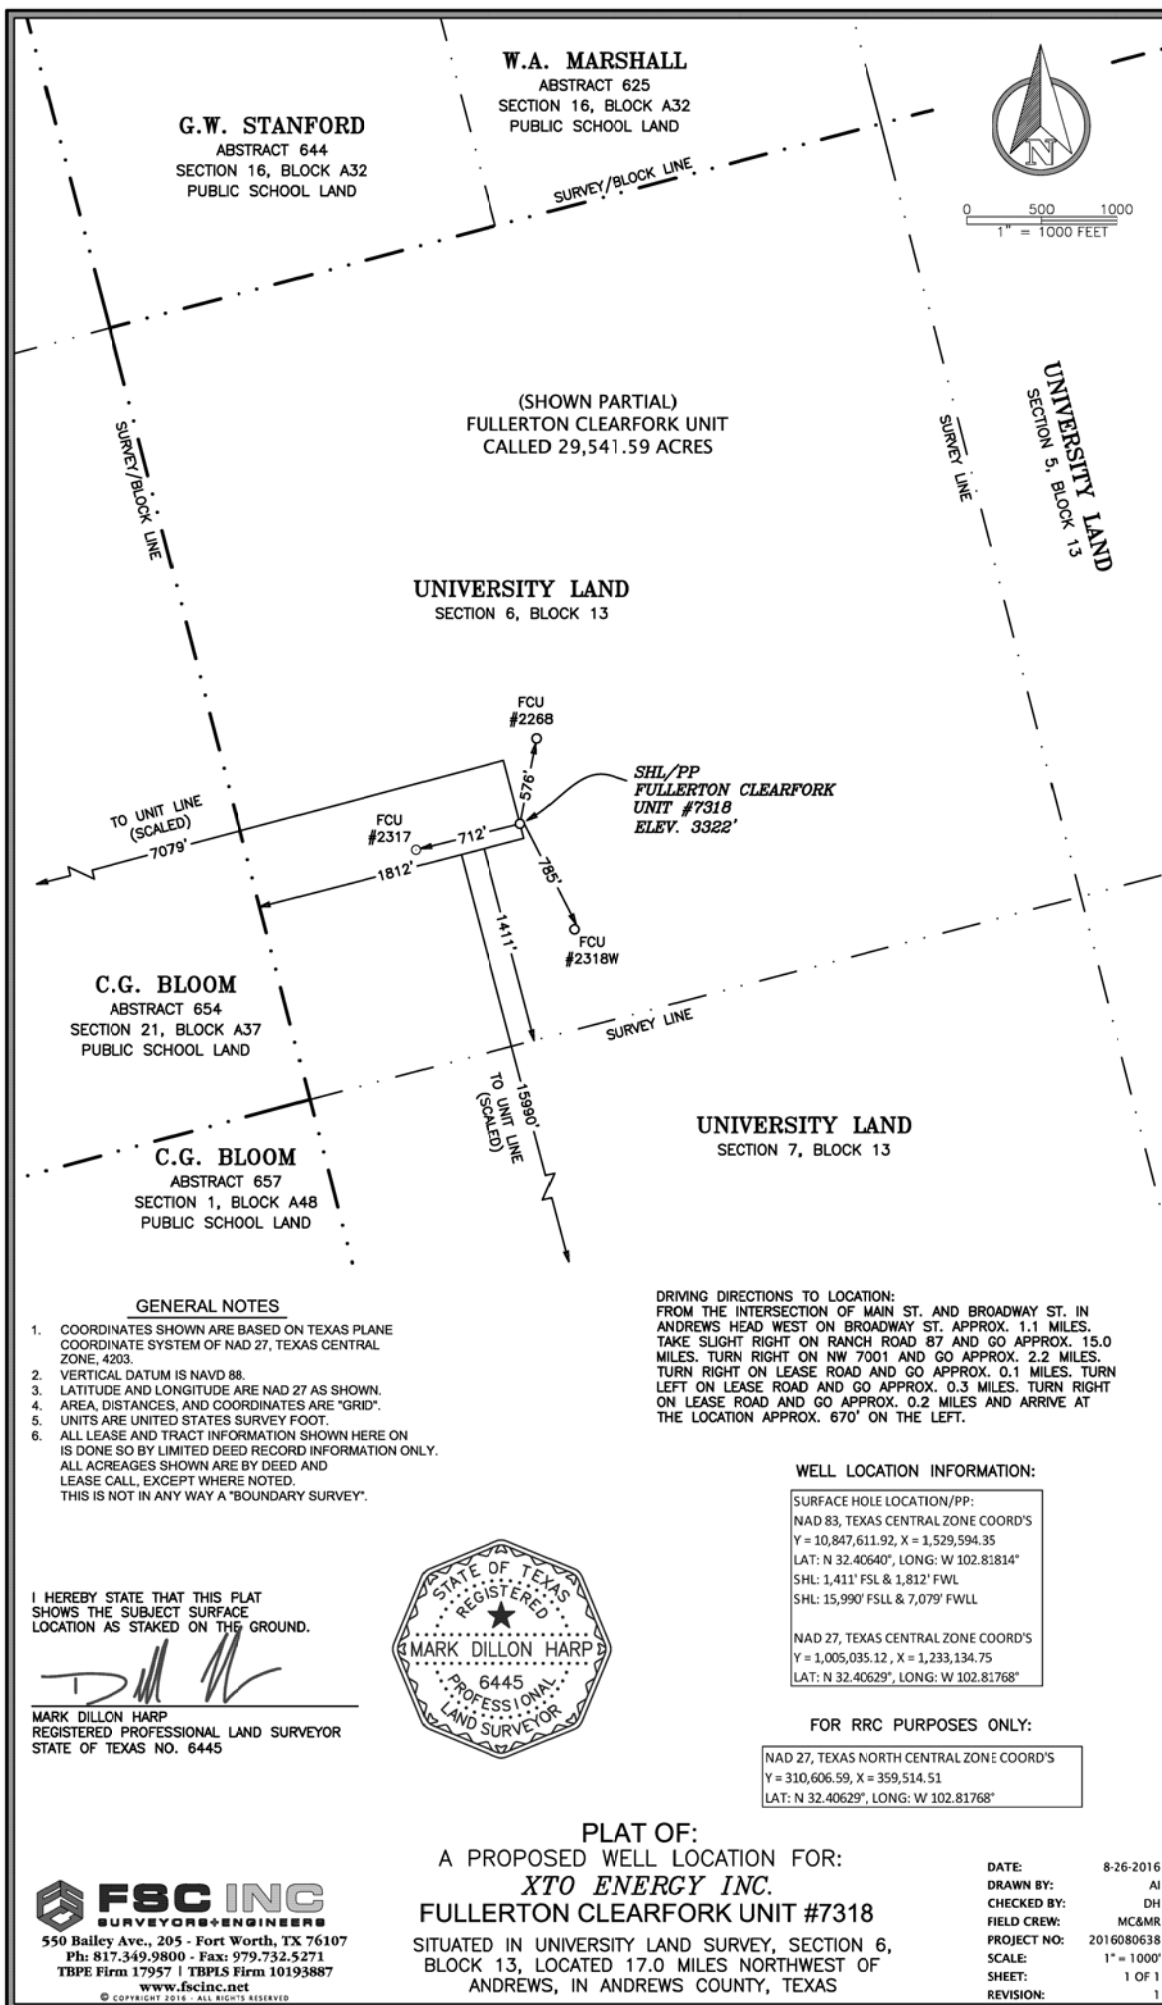 W.A. MARSHALL
ABSTRACT 625
SECTION 16, BLOCK A32
PUBLIC SCHOOL LAND
G.W. STANFORD
ABSTRACT 644
SECTION 16, BLOCK A32
PUBLIC SCHOOL LAND
N
0 500 1000
1" = 1000 FEET
SURVEY/BLOCK LINE
(SHOWN PARTIAL)
FULLERTON CLEARFORK UNIT
CALLED 29,541.59 ACRES
UNIVERSITY LAND
SECTION 5, BLOCK 13
SURVEY LINE
SURVEY/BLOCK LINE
UNIVERSITY LAND
SECTION 6, BLOCK 13
FCU
#2268
576'
SHL/PP
FULLERTON CLEARFORK
UNIT #7318
ELEV. 3322'
TO UNIT LINE
(SCALED)
7079'
FCU
#2317
712'
1812'
785'
1411'
FCU
#2318W
C.G. BLOOM
ABSTRACT 654
SECTION 21, BLOCK A37
PUBLIC SCHOOL LAND
SURVEY LINE
15990'
TO UNIT LINE
(SCALED)
UNIVERSITY LAND
SECTION 7, BLOCK 13
C.G. BLOOM
ABSTRACT 657
SECTION 1, BLOCK A48
PUBLIC SCHOOL LAND
GENERAL NOTES
1. COORDINATES SHOWN ARE BASED ON TEXAS PLANE
COORDINATE SYSTEM OF NAD 27, TEXAS CENTRAL
ZONE, 4203.
2. VERTICAL DATUM IS NAVD 88.
3. LATITUDE AND LONGITUDE ARE NAD 27 AS SHOWN.
4. AREA, DISTANCES, AND COORDINATES ARE "GRID".
5. UNITS ARE UNITED STATES SURVEY FOOT.
6. ALL LEASE AND TRACT INFORMATION SHOWN HERE ON
IS DONE SO BY LIMITED DEED RECORD INFORMATION ONLY.
ALL ACREAGES SHOWN ARE BY DEED AND
LEASE CALL, EXCEPT WHERE NOTED.
THIS IS NOT IN ANY WAY A "BOUNDARY SURVEY".
DRIVING DIRECTIONS TO LOCATION:
FROM THE INTERSECTION OF MAIN ST. AND BROADWAY ST. IN
ANDREWS HEAD WEST ON BROADWAY ST. APPROX. 1.1 MILES.
TAKE SLIGHT RIGHT ON RANCH ROAD 87 AND GO APPROX. 15.0
MILES. TURN RIGHT ON NW 7001 AND GO APPROX. 2.2 MILES.
TURN RIGHT ON LEASE ROAD AND GO APPROX. 0.1 MILES. TURN
LEFT ON LEASE ROAD AND GO APPROX. 0.3 MILES. TURN RIGHT
ON LEASE ROAD AND GO APPROX. 0.2 MILES AND ARRIVE AT
THE LOCATION APPROX. 670' ON THE LEFT.
WELL LOCATION INFORMATION:
SURFACE HOLE LOCATION/PP:
NAD 83, TEXAS CENTRAL ZONE COORD'S
Y = 10,847,611.92, X = 1,529,594.35
LAT: N 32.40640°, LONG: W 102.81814°
SHL: 1,411' FSL & 1,812' FWL
SHL: 15,990' FSLL & 7,079' FWLL
NAD 27, TEXAS CENTRAL ZONE COORD'S
Y = 1,005,035.12 , X = 1,233,134.75
LAT: N 32.40629°, LONG: W 102.81768°
FOR RRC PURPOSES ONLY:
NAD 27, TEXAS NORTH CENTRAL ZONE COORD'S
Y = 310,606.59, X = 359,514.51
LAT: N 32.40629°, LONG: W 102.81768°
I HEREBY STATE THAT THIS PLAT
SHOWS THE SUBJECT SURFACE
LOCATION AS STAKED ON THE GROUND.
MARK DILLON HARP
REGISTERED PROFESSIONAL LAND SURVEYOR
STATE OF TEXAS NO. 6445
STATE OF TEXAS
REGISTERED
MARK DILLON HARP
6445
PROFESSIONAL
LAND SURVEYOR
FSC INC
SURVEYORS+ENGINEERS
550 Bailey Ave., 205 - Fort Worth, TX 76107
Ph: 817.349.9800 - Fax: 979.732.5271
TBPE Firm 17957 | TBPLS Firm 10193887
www.fscinc.net
© COPYRIGHT 2016 - ALL RIGHTS RESERVED
PLAT OF:
A PROPOSED WELL LOCATION FOR:
XTO ENERGY INC.
FULLERTON CLEARFORK UNIT #7318
SITUATED IN UNIVERSITY LAND SURVEY, SECTION 6,
BLOCK 13, LOCATED 17.0 MILES NORTHWEST OF
ANDREWS, IN ANDREWS COUNTY, TEXAS
DATE: 8-26-2016
DRAWN BY: AI
CHECKED BY: DH
FIELD CREW: MC&MR
PROJECT NO: 2016080638
SCALE: 1" = 1000'
SHEET: 1 OF 1
REVISION: 1